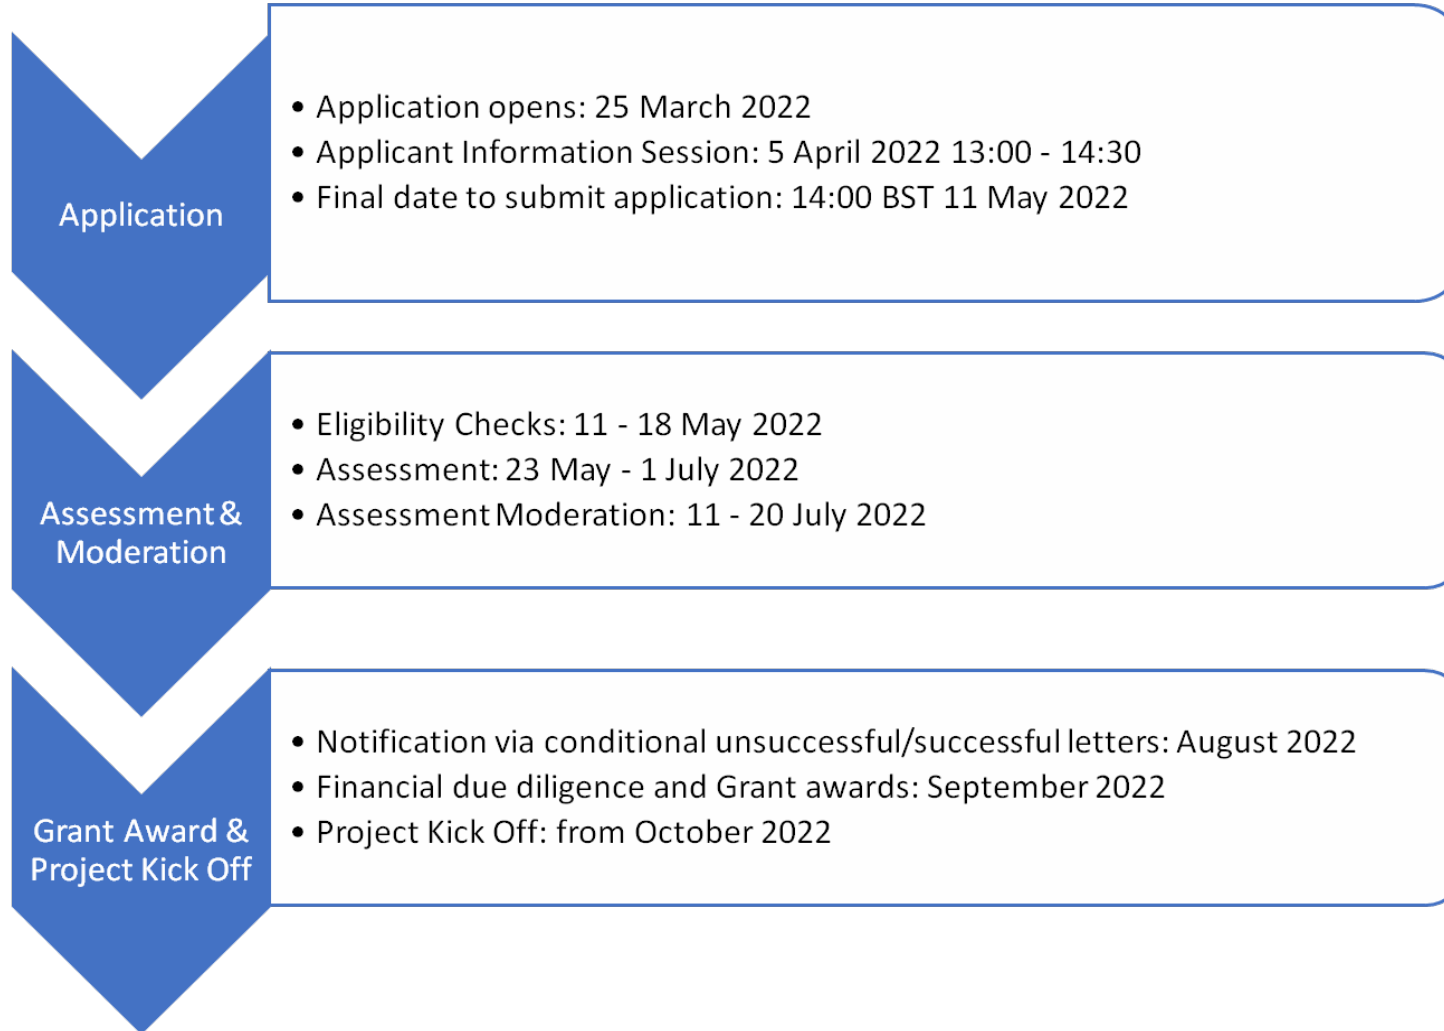 Application
• Application opens: 25 March 2022
• Applicant Information Session: 5 April 2022 13:00 - 14:30
• Final date to submit application: 14:00 BST 11 May 2022
Assessment &
Moderation
• Eligibility Checks: 11 - 18 May 2022
• Assessment: 23 May - 1 July 2022
• Assessment Moderation: 11 - 20 July 2022
Grant Award &
Project Kick Off
• Notification via conditional unsuccessful/successful letters: August 2022
• Financial due diligence and Grant awards: September 2022
• Project Kick Off: from October 2022